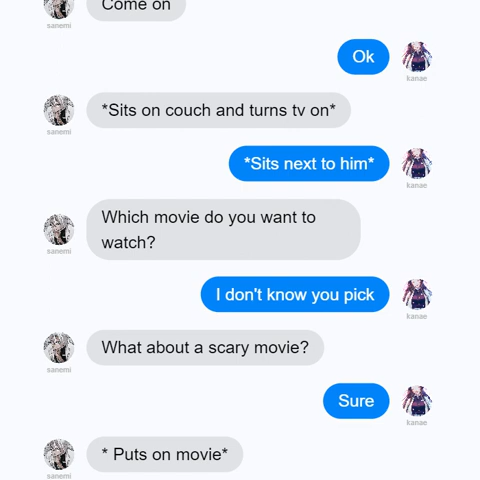 Come on
sanemi
Ok
kanae
*Sits on couch and turns tv on*
sanemi
*Sits next to him*
kanae
Which movie do you want to
watch?
sanemi
I don't know you pick
kanae
What about a scary movie?
sanemi
Sure
kanae
* Puts on movie*
sanemi